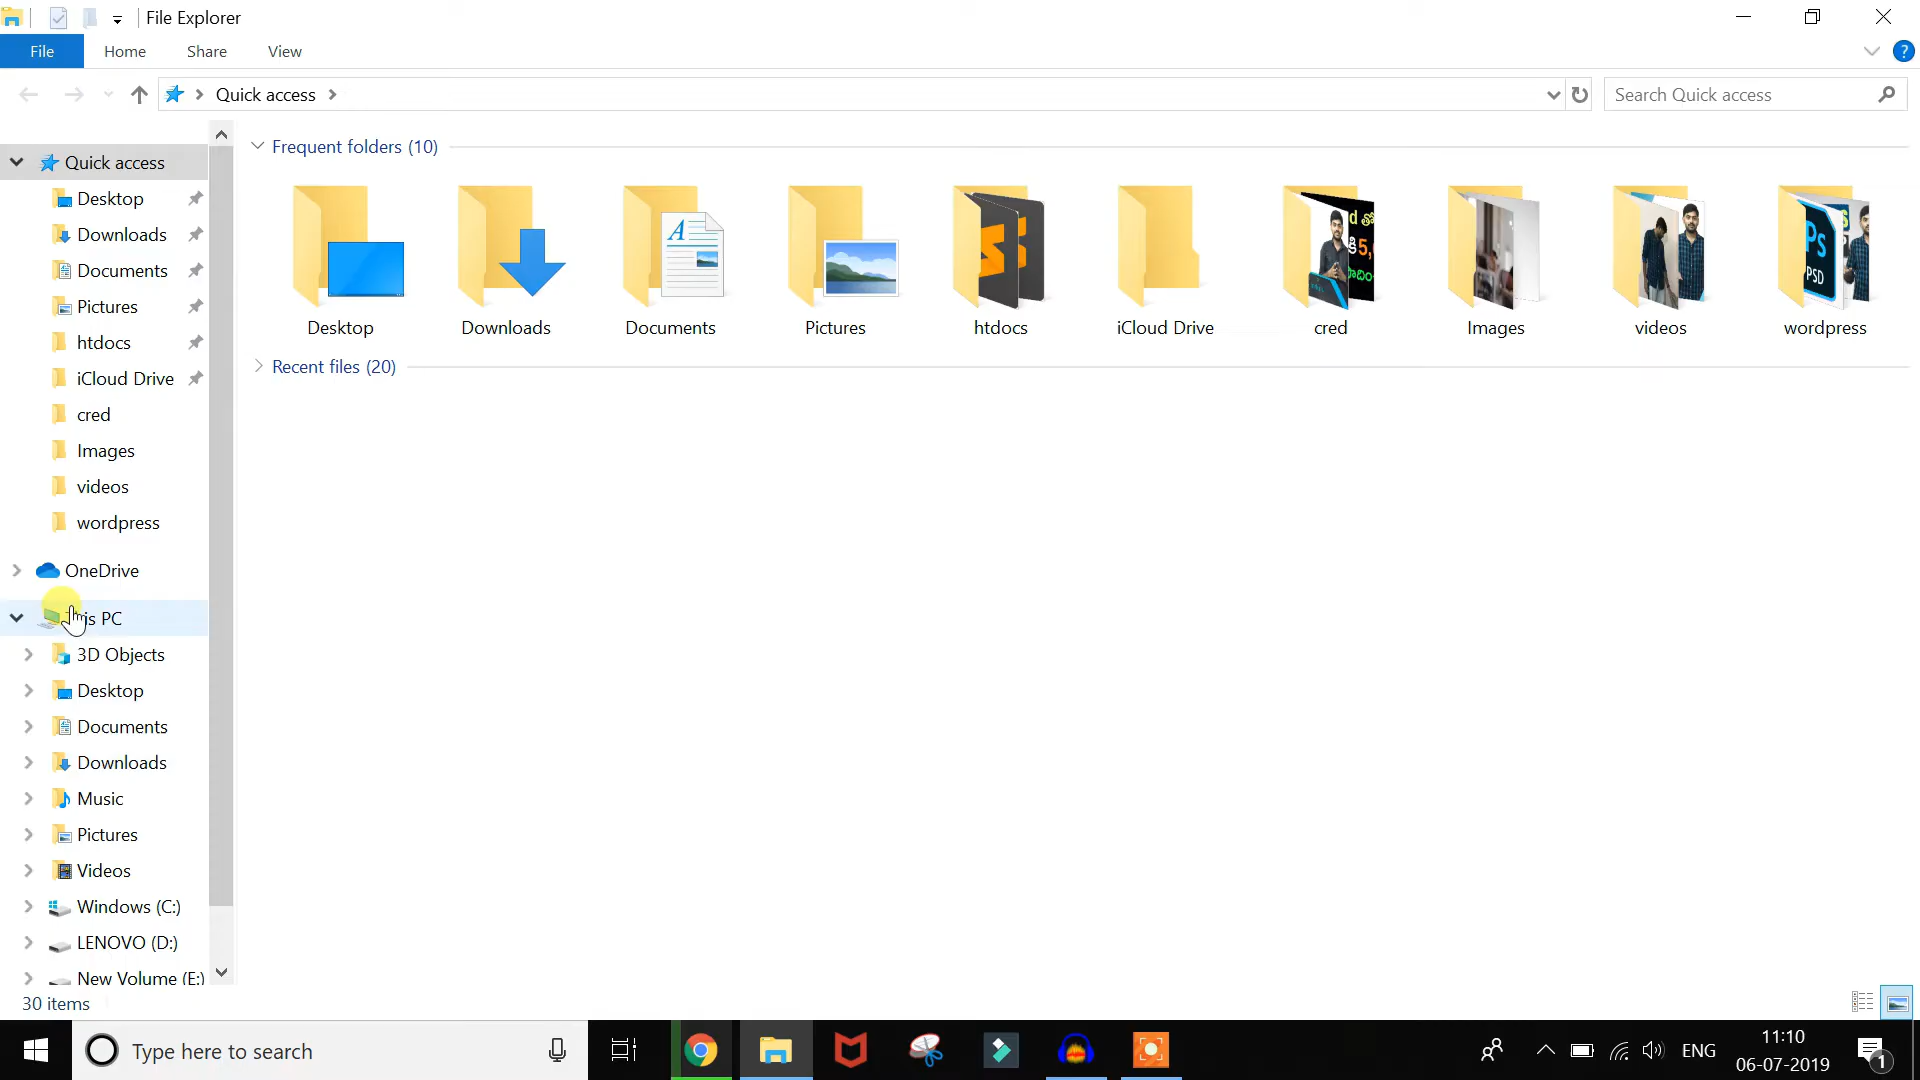 File Explorer
File Home Share View
?
Quick access
Search Quick access
Quick access
Desktop
Downloads
Documents
Pictures
htdocs
iCloud Drive
cred
Images
videos
wordpress
OneDrive
is PC
3D Objects
Desktop
Documents
Downloads
Music
Pictures
Videos
Windows (C:)
LENOVO (D:)
New Volume (E:)
30 items
Frequent folders (10)
Desktop Downloads Documents Pictures htdocs iCloud Drive cred Images videos wordpress
Recent files (20)
Type here to search
ENG
11:10
06-07-2019
1